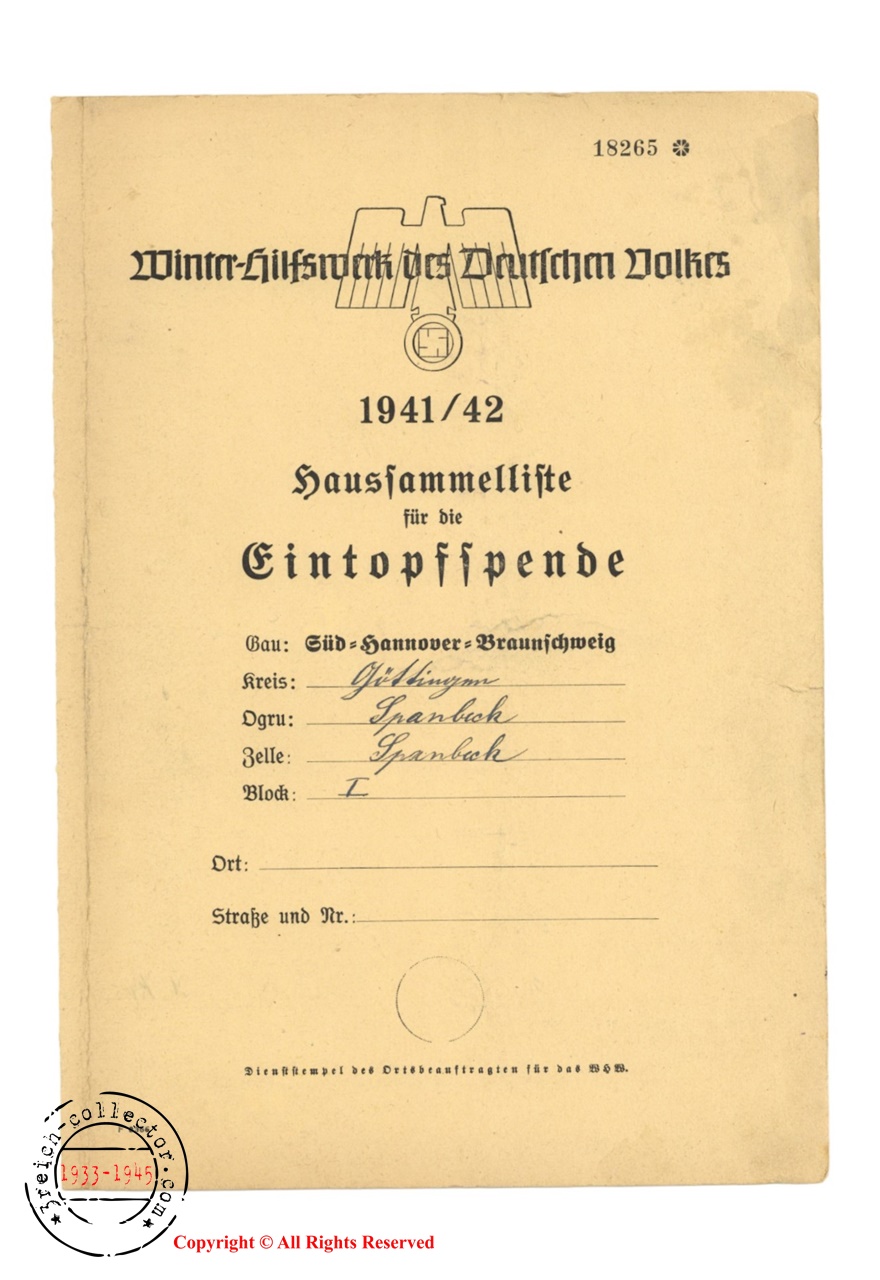 18265 ✻
Winter-Hilfswerk des Deutschen Volkes
1941/42
Haussammelliste
für die
Eintopfspende
Gau: Süd-Hannover-Braunschweig
Kreis: Göttingen
Ogru: Spanbeck
Zelle: Spanbeck
Block: I
Ort:
Straße und Nr.:
Dienststempel des Ortsbeauftragten für das WHW.
3reich-collector.com
1933-1945
Copyright © All Rights Reserved